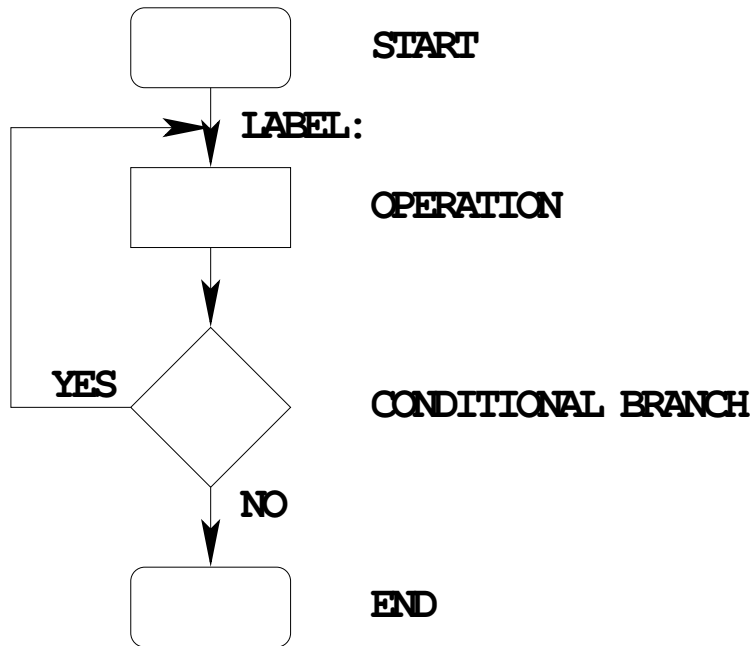 START
LABEL:
OPERATION
YES
CONDITIONAL BRANCH
NO
END